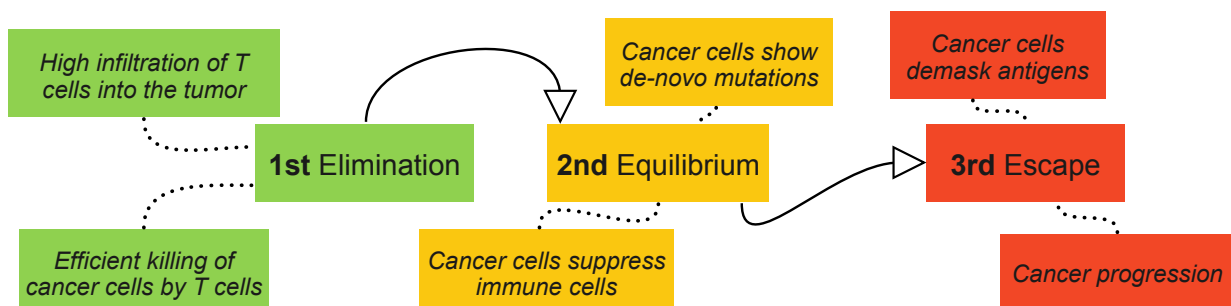 High infiltration of T
cells into the tumor
Efficient killing of
cancer cells by T cells
1st Elimination
Cancer cells show
de-novo mutations
2nd Equilibrium
Cancer cells suppress
immune cells
Cancer cells
demask antigens
3rd Escape
Cancer progression